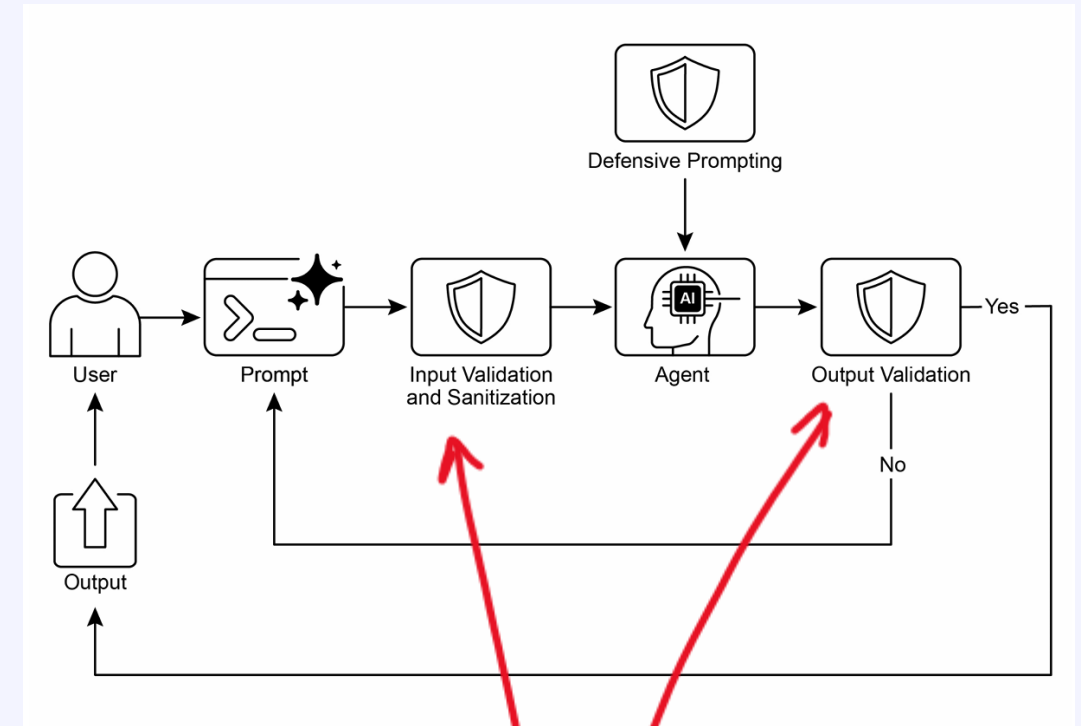 Defensive Prompting
AI
Yes
User
Prompt
Input Validation
and Sanitization
Agent
Output Validation
No
Output